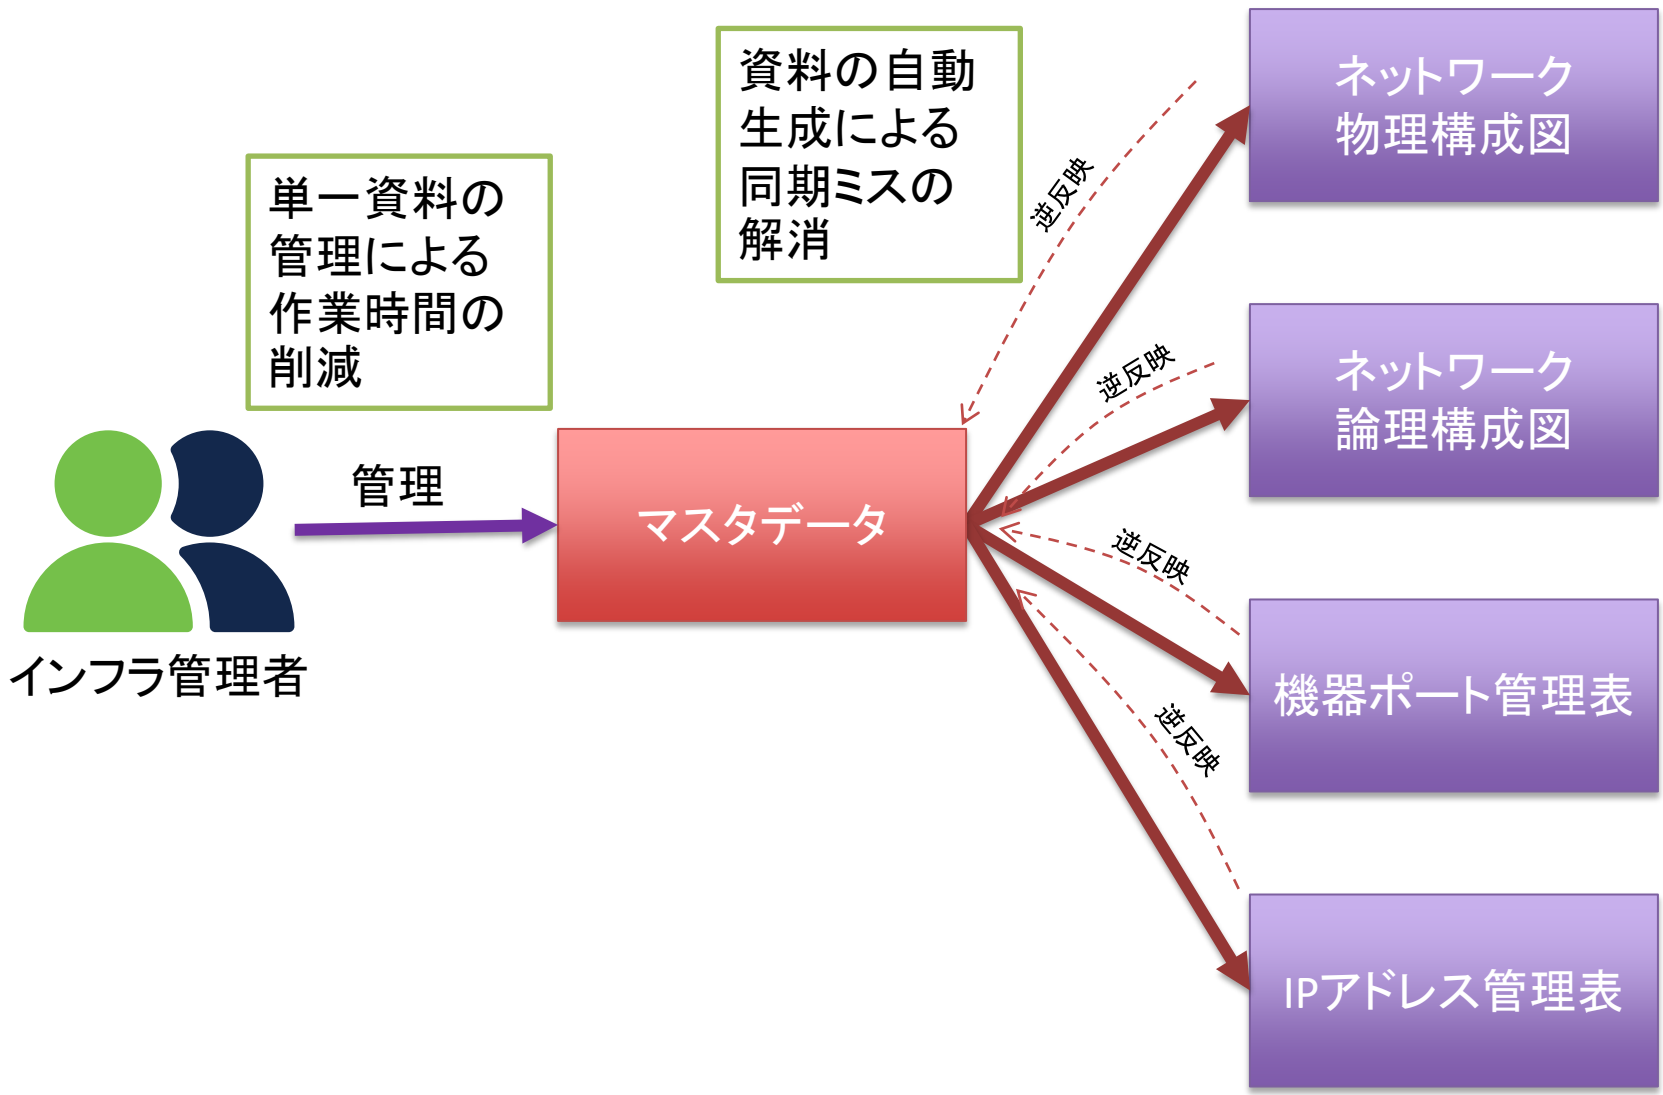 資料の自動
生成による
同期ミスの
解消
単一資料の
管理による
作業時間の
削減
管理
インフラ管理者
マスタデータ
逆反映
逆反映
逆反映
逆反映
ネットワーク
物理構成図
ネットワーク
論理構成図
機器ポート管理表
IPアドレス管理表